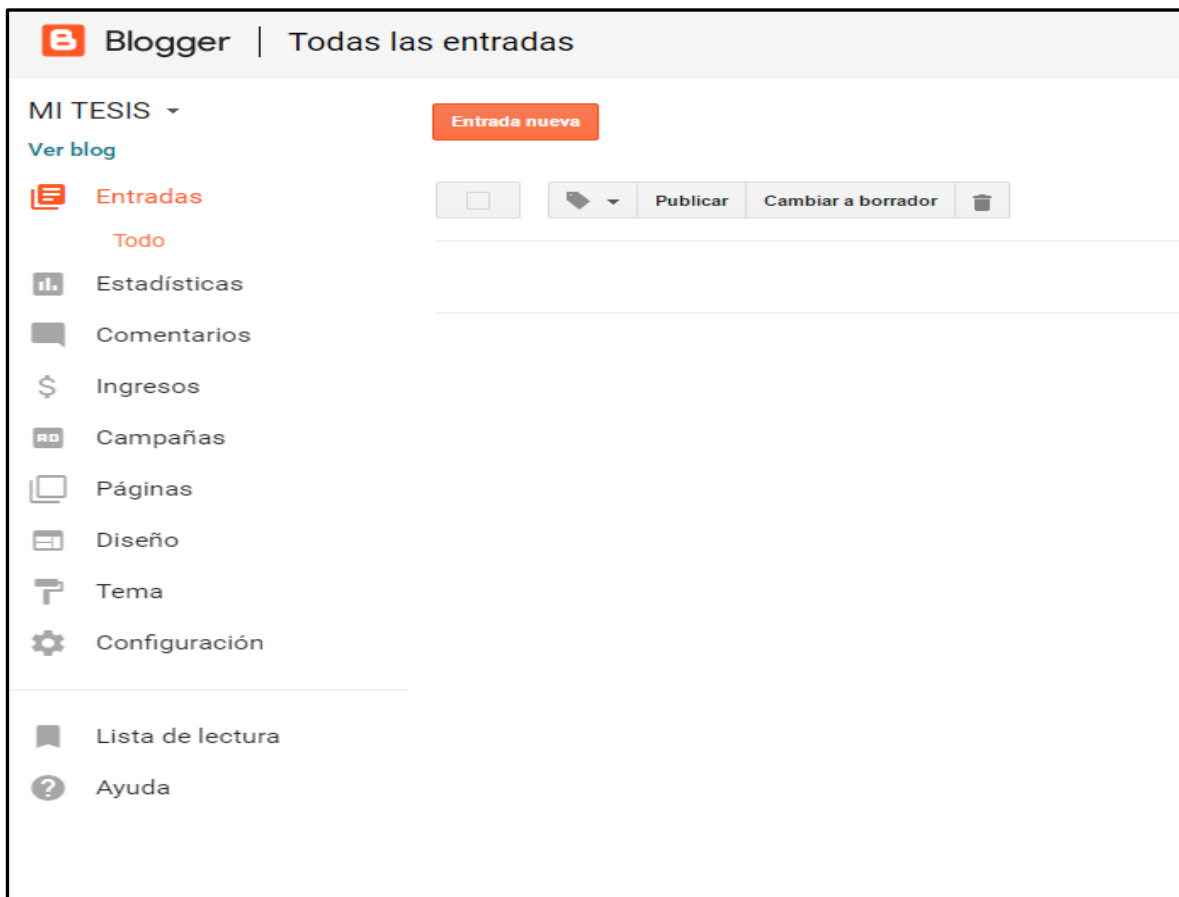 Blogger | Todas las entradas
MI TESIS
Ver blog
Entrada nueva
Entradas
Todo
Publicar
Cambiar a borrador
Estadísticas
Comentarios
$ Ingresos
AD Campañas
Páginas
Diseño
Tema
Configuración
Lista de lectura
? Ayuda